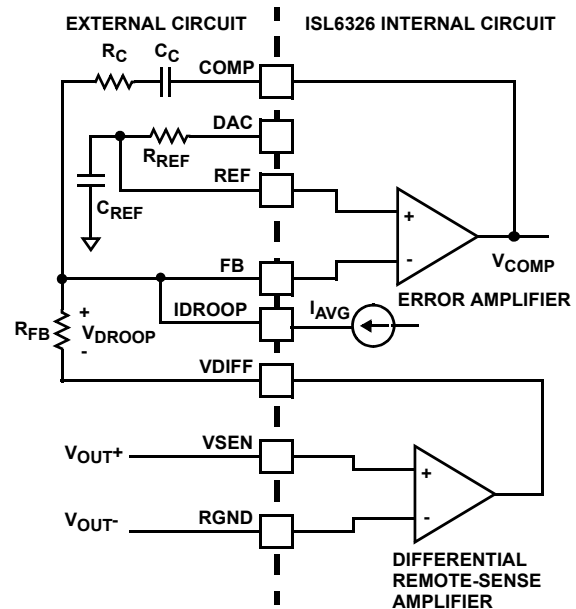 EXTERNAL CIRCUIT
ISL6326 INTERNAL CIRCUIT
RC
CC
COMP
DAC
RREF
REF
CREF
+
-
VCOMP
FB
ERROR AMPLIFIER
IDROOP
IAVG
RFB
+
VDROOP
-
VDIFF
VOUT+
VSEN
+
-
VOUT-
RGND
DIFFERENTIAL
REMOTE-SENSE
AMPLIFIER